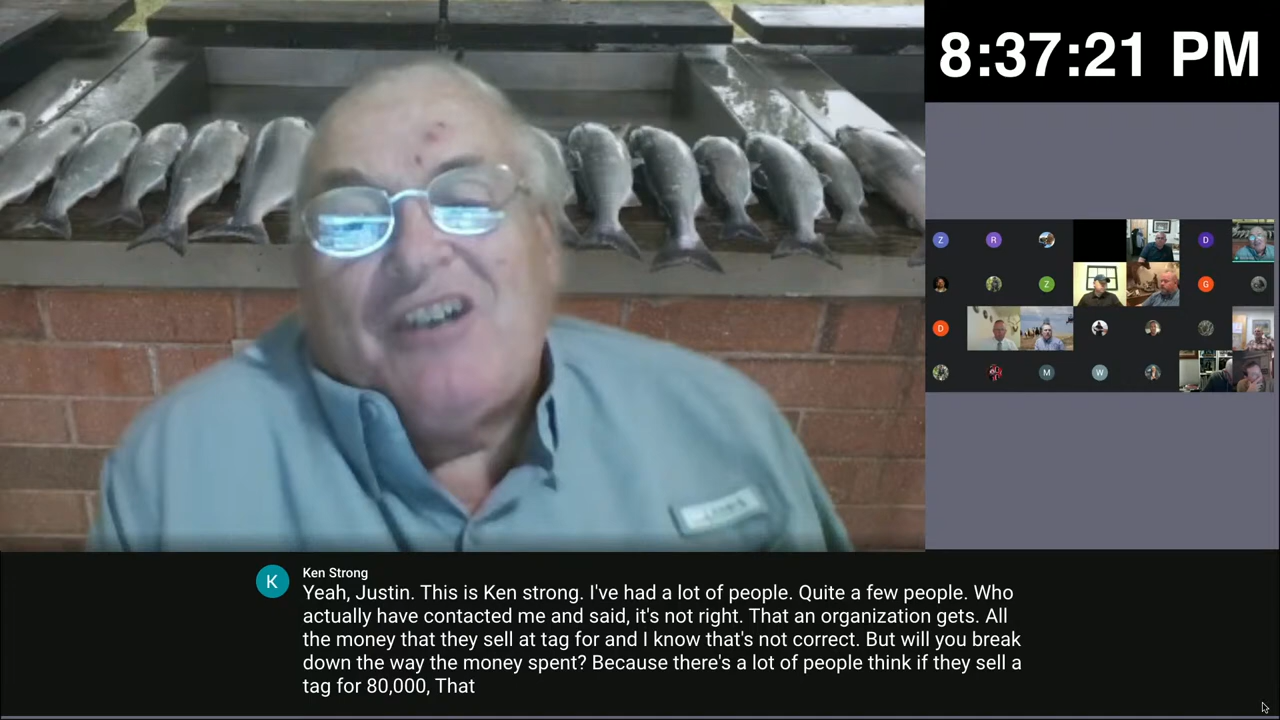 8:37:21 PM
Z
R
D
Z
G
D
M
W
K
Ken Strong
Yeah, Justin. This is Ken strong. I've had a lot of people. Quite a few people. Who
actually have contacted me and said, it's not right. That an organization gets. All
the money that they sell at tag for and I know that's not correct. But will you break
down the way the money spent? Because there's a lot of people think if they sell a
tag for 80,000, That